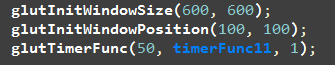 glutInitWindowSize(600, 600);
glutInitWindowPosition(100, 100);
glutTimerFunc(50, timerFunc11, 1);